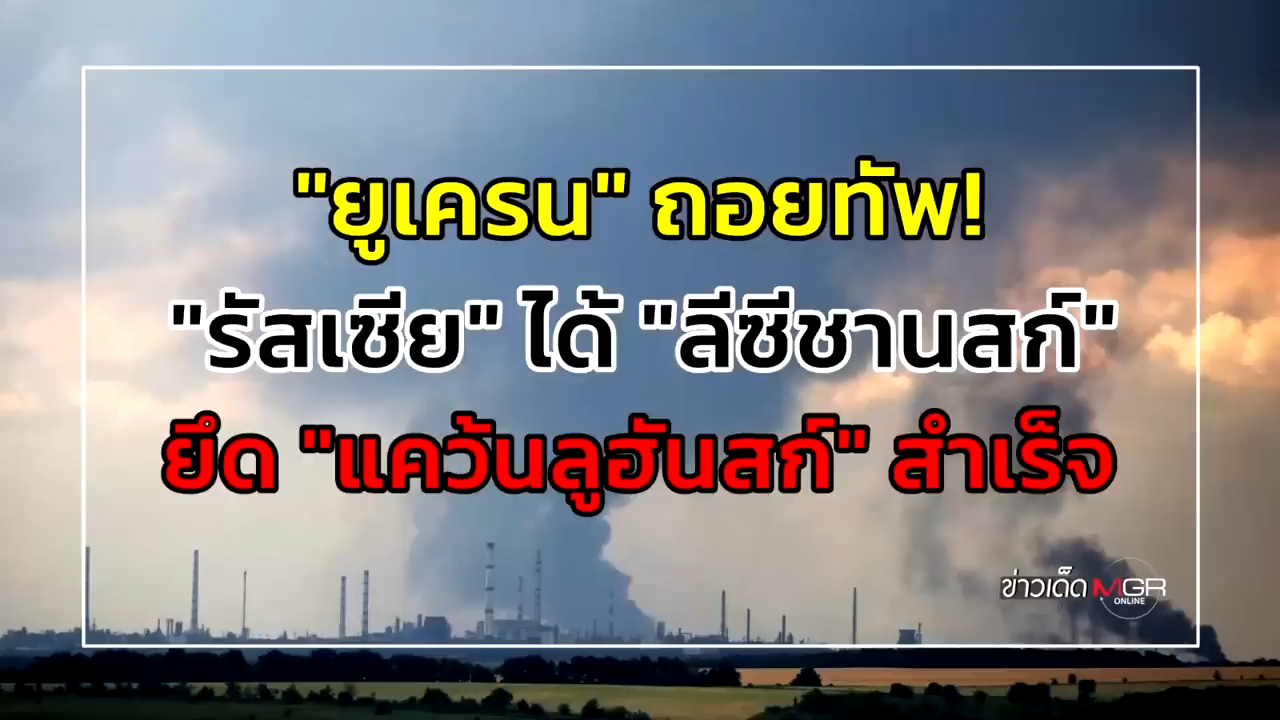 "ยูเครน" ถอยทัพ!
"รัสเซีย" ได้ "ลีซีชานสก์"
ยึด "แคว้นลูฮันสก์" สำเร็จ
ข่าวเด็ด MGR
ONLINE